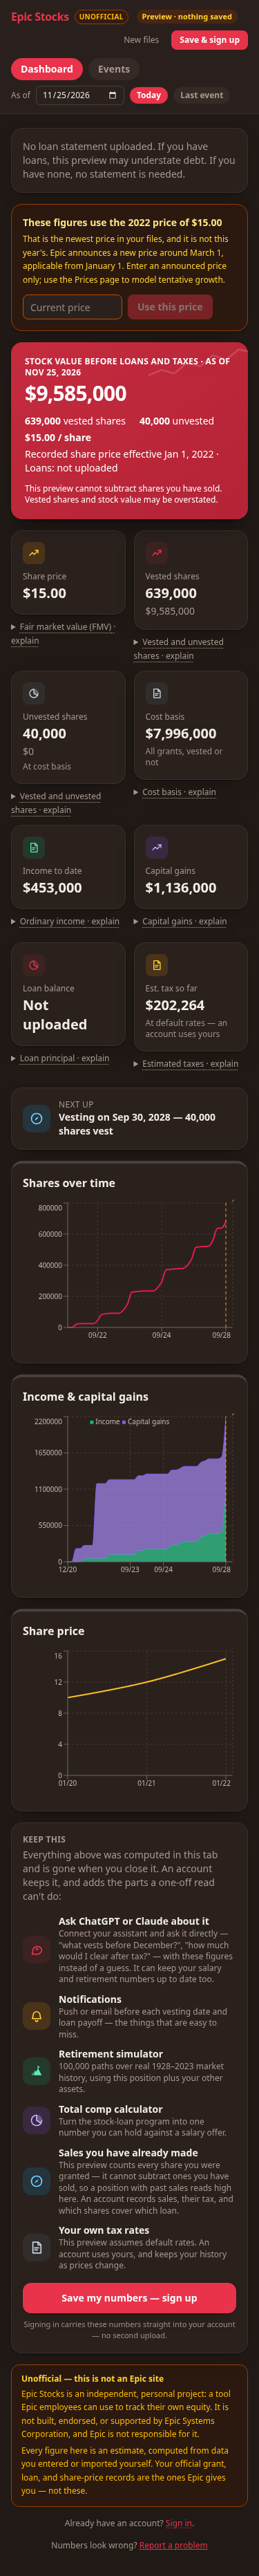 Epic Stocks UNOFFICIAL Preview · nothing saved
New files Save & sign up
Dashboard Events
As of 11/25/2026 Today Last event
No loan statement uploaded. If you have
loans, this preview may understate debt. If you
have none, no statement is needed.
These figures use the 2022 price of $15.00
That is the newest price in your files, and it is not this
year's. Epic announces a new price around March 1,
applicable from January 1. Enter an announced price
only; use the Prices page to model tentative growth.
Current price Use this price
STOCK VALUE BEFORE LOANS AND TAXES · AS OF
NOV 25, 2026
$9,585,000
639,000 vested shares 40,000 unvested
$15.00 / share
Recorded share price effective Jan 1, 2022 ·
Loans: not uploaded
This preview cannot subtract shares you have sold.
Vested shares and stock value may be overstated.
Share price
$15.00
▶ Fair market value (FMV) ·
explain
Vested shares
639,000
$9,585,000
▶ Vested and unvested
shares · explain
Unvested shares
40,000
$0
At cost basis
▶ Vested and unvested
shares · explain
Cost basis
$7,996,000
All grants, vested or
not
▶ Cost basis · explain
Income to date
$453,000
▶ Ordinary income · explain
Capital gains
$1,136,000
▶ Capital gains · explain
Loan balance
Not
uploaded
▶ Loan principal · explain
Est. tax so far
$202,264
At default rates — an
account uses yours
▶ Estimated taxes · explain
NEXT UP
Vesting on Sep 30, 2028 — 40,000
shares vest
Shares over time
800000
600000
400000
200000
0
09/22 09/24 09/28
Income & capital gains
2200000
Income Capital gains
1650000
1100000
550000
0
12/20 09/23 09/24 09/28
Share price
16
12
8
4
0
01/20 01/21 01/22
KEEP THIS
Everything above was computed in this tab
and is gone when you close it. An account
keeps it, and adds the parts a one-off read
can't do:
Ask ChatGPT or Claude about it
Connect your assistant and ask it directly —
"what vests before December?", "how much
would I clear after tax?" — with these figures
instead of a guess. It can keep your salary
and retirement numbers up to date too.
Notifications
Push or email before each vesting date and
loan payoff — the things that are easy to
miss.
Retirement simulator
100,000 paths over real 1928–2023 market
history, using this position plus your other
assets.
Total comp calculator
Turn the stock-loan program into one
number you can hold against a salary offer.
Sales you have already made
This preview counts every share you were
granted — it cannot subtract ones you have
sold, so a position with past sales reads high
here. An account records sales, their tax, and
which shares cover which loan.
Your own tax rates
This preview assumes default rates. An
account uses yours, and keeps your history
as prices change.
Save my numbers — sign up
Signing in carries these numbers straight into your account
— no second upload.
Unofficial — this is not an Epic site
Epic Stocks is an independent, personal project: a tool
Epic employees can use to track their own equity. It is
not built, endorsed, or supported by Epic Systems
Corporation, and Epic is not responsible for it.
Every figure here is an estimate, computed from data
you entered or imported yourself. Your official grant,
loan, and share-price records are the ones Epic gives
you — not these.
Already have an account? Sign in.
Numbers look wrong? Report a problem